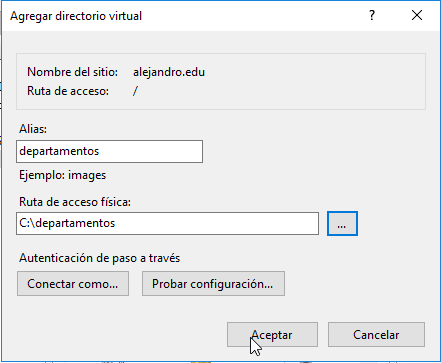 Agregar directorio virtual ? ×
Nombre del sitio: alejandro.edu
Ruta de acceso: /
Alias:
departamentos
Ejemplo: images
Ruta de acceso física:
C:\departamentos ...
Autenticación de paso a través
Conectar como... Probar configuración...
Aceptar Cancelar